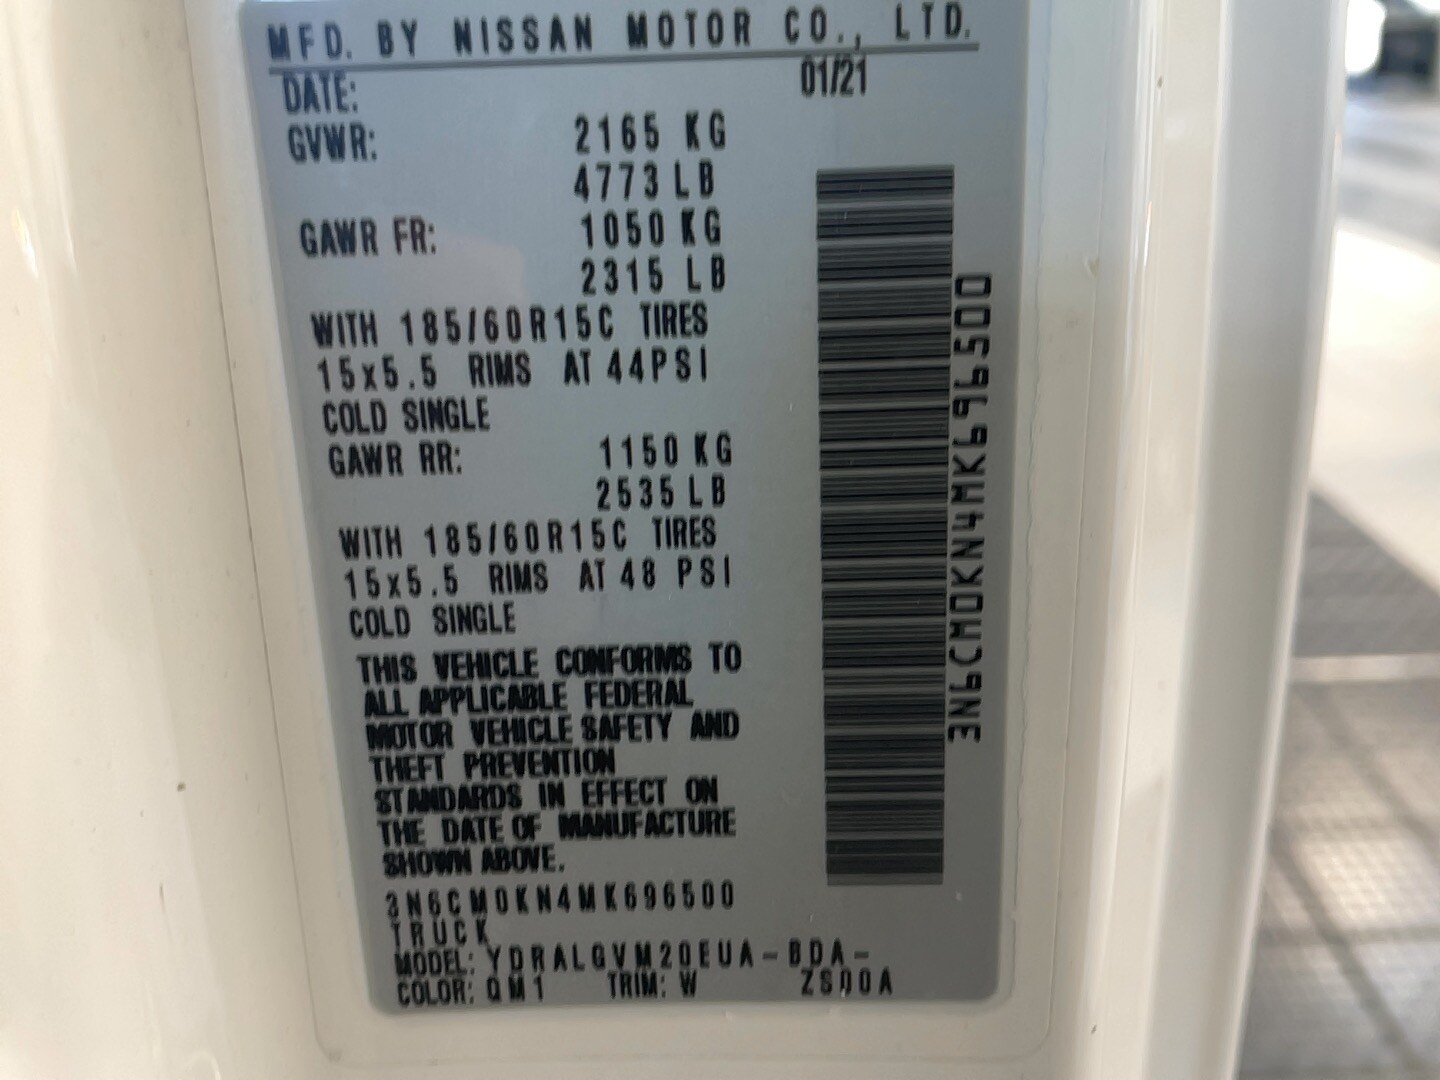 MFD. BY NISSAN MOTOR CO., LTD.
DATE: 01/21
GVWR: 2165 KG
4773 LB
GAWR FR: 1050 KG
2315 LB
WITH 185/60R15C TIRES
15x5.5 RIMS AT 44PSI
COLD SINGLE
GAWR RR: 1150 KG
2535 LB
WITH 185/60R15C TIRES
15x5.5 RIMS AT 48 PSI
COLD SINGLE
THIS VEHICLE CONFORMS TO
ALL APPLICABLE FEDERAL
MOTOR VEHICLE SAFETY AND
THEFT PREVENTION
STANDARDS IN EFFECT ON
THE DATE OF MANUFACTURE
SHOWN ABOVE.
3N6CM0KN4MK696500
TRUCK
MODEL: YDRALGVM20EUA-BDA-
COLOR: QM1 TRIM: W ZS00A
3N6CM0KN4MK696500